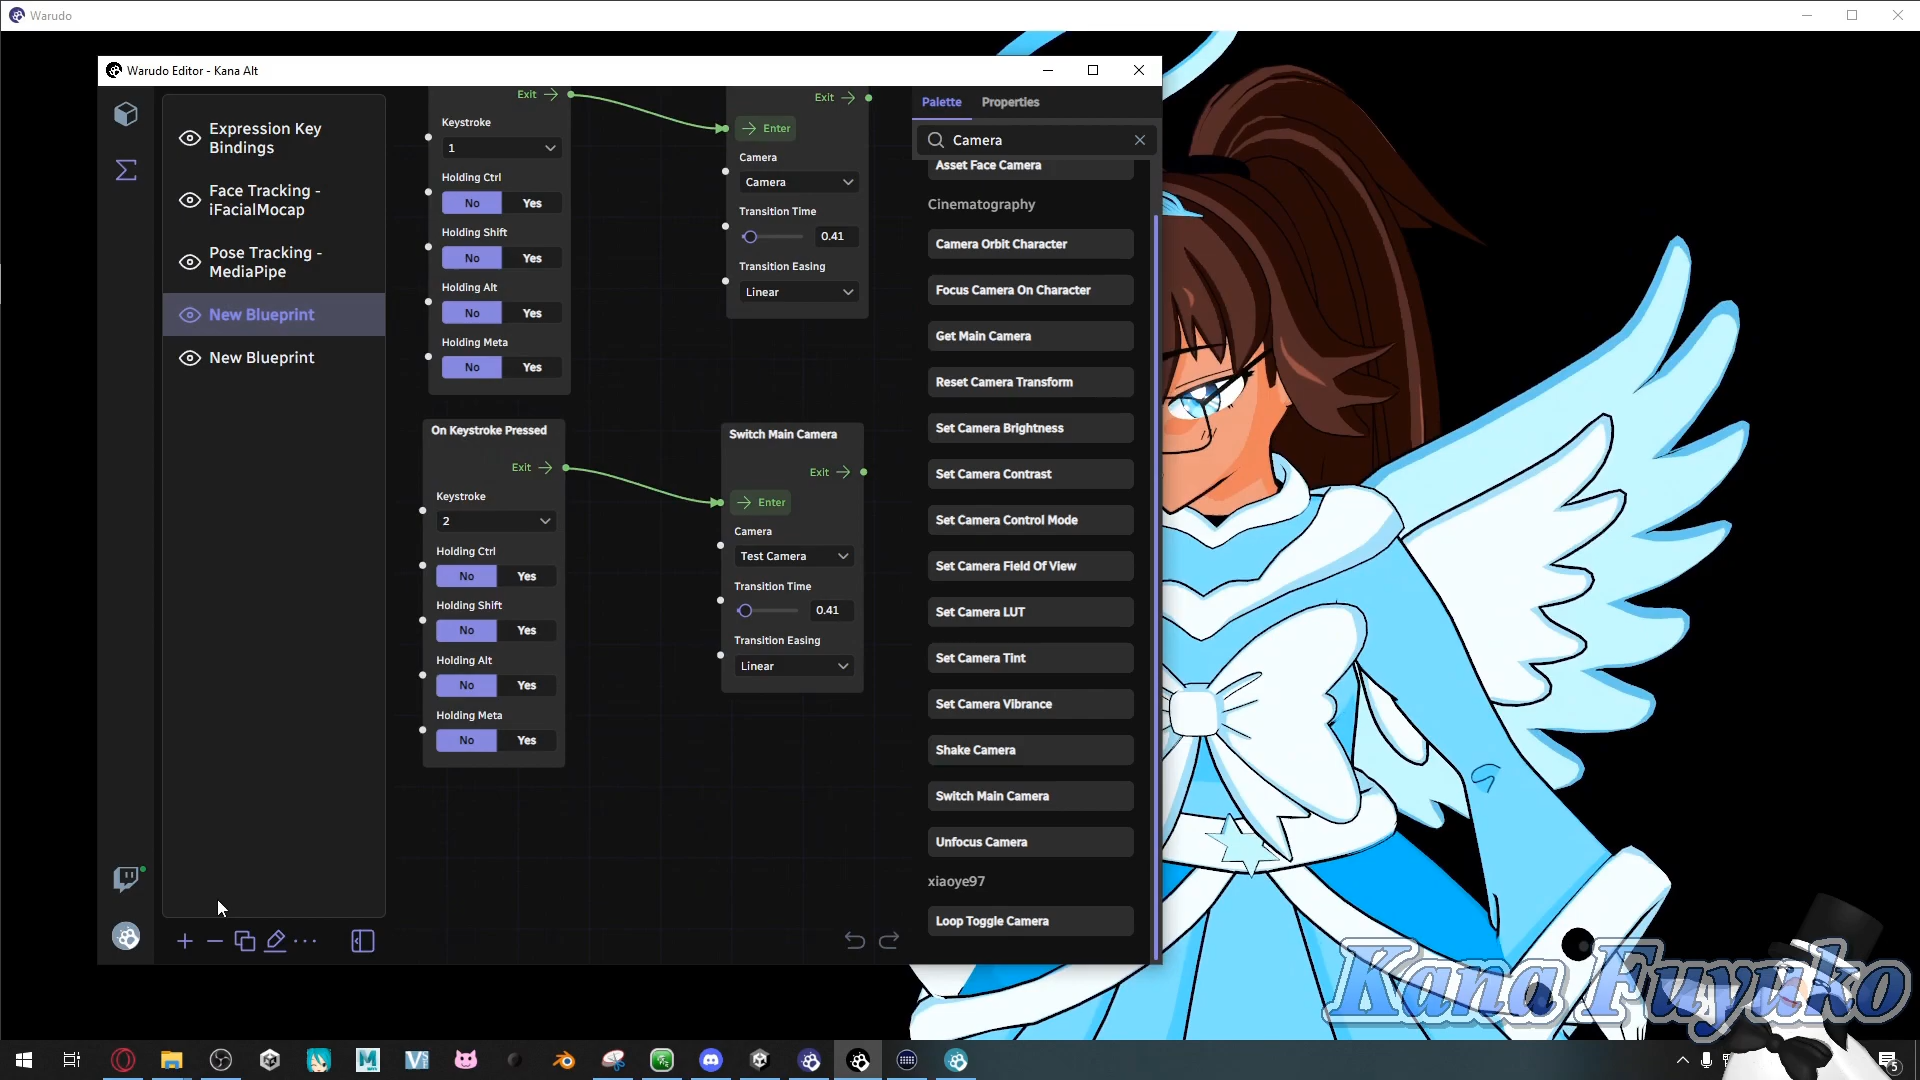 Warudo
Warudo Editor - Kana Alt
Expression Key
Bindings
Face Tracking -
iFacialMocap
Pose Tracking -
MediaPipe
New Blueprint
New Blueprint
Exit
Keystroke
1
Holding Ctrl
No Yes
Holding Shift
No Yes
Holding Alt
No Yes
Holding Meta
No Yes
Exit
Enter
Camera
Camera
Transition Time
0.41
Transition Easing
Linear
On Keystroke Pressed
Exit
Keystroke
2
Holding Ctrl
No Yes
Holding Shift
No Yes
Holding Alt
No Yes
Holding Meta
No Yes
Switch Main Camera
Exit
Enter
Camera
Test Camera
Transition Time
0.41
Transition Easing
Linear
Palette Properties
Camera
Asset Face Camera
Cinematography
Camera Orbit Character
Focus Camera On Character
Get Main Camera
Reset Camera Transform
Set Camera Brightness
Set Camera Contrast
Set Camera Control Mode
Set Camera Field Of View
Set Camera LUT
Set Camera Tint
Set Camera Vibrance
Shake Camera
Switch Main Camera
Unfocus Camera
xiaoye97
Loop Toggle Camera
Kana Fuyuko
5